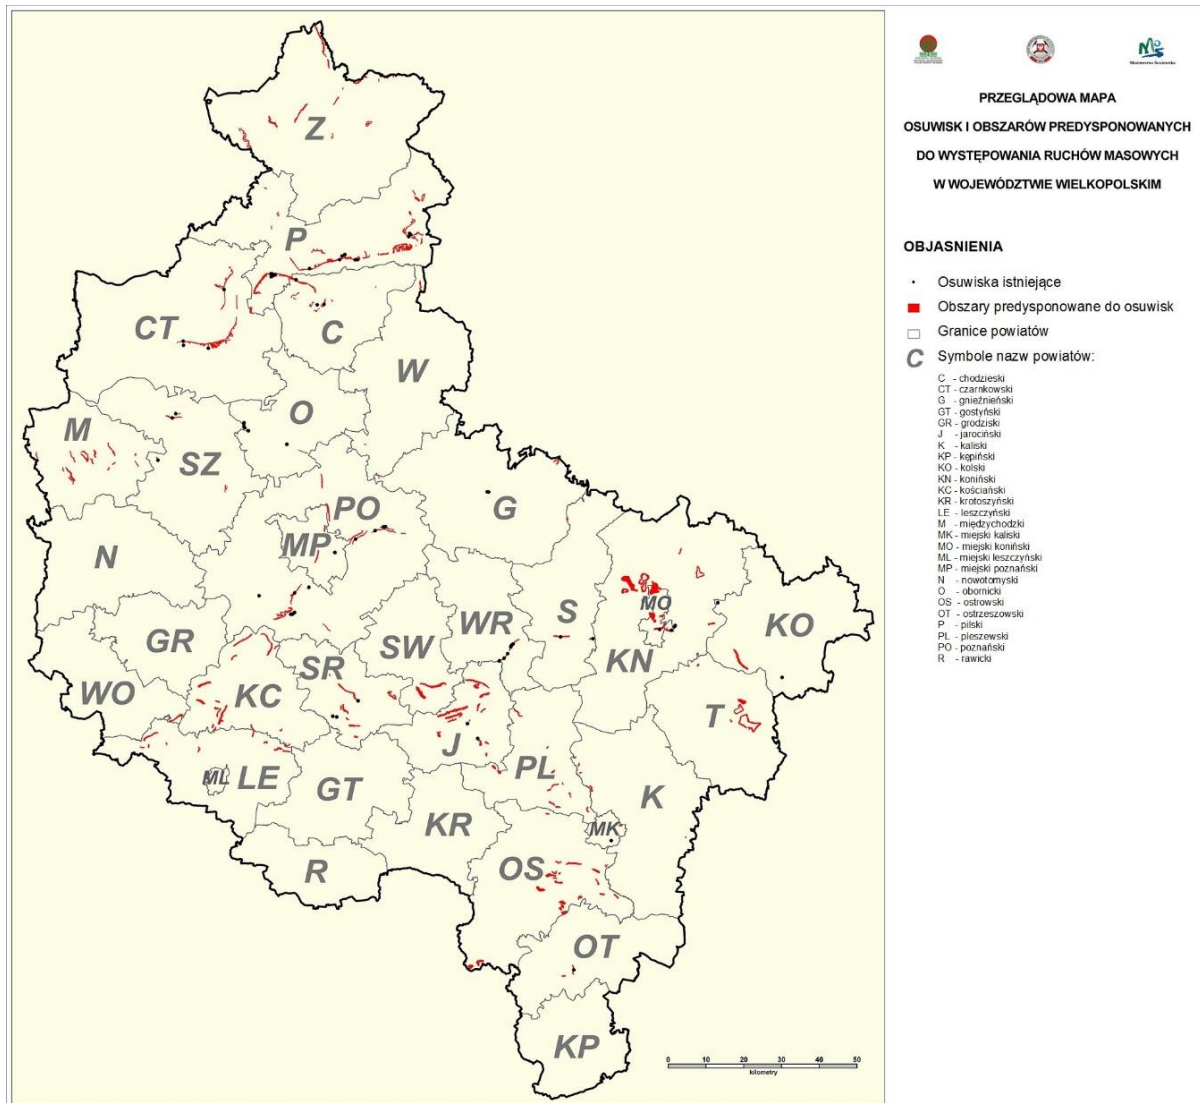 Ministerstwo Środowiska
PRZEGLĄDOWA MAPA
OSUWISK I OBSZARÓW PREDYSPONOWANYCH
DO WYSTĘPOWANIA RUCHÓW MASOWYCH
W WOJEWÓDZTWIE WIELKOPOLSKIM
OBJASNIENIA
Osuwiska istniejące
Obszary predysponowane do osuwisk
Granice powiatów
C Symbole nazw powiatów:
C - chodzieski
CT - czarnkowski
G - gnieźnieński
GT - gostyński
GR - grodziski
J - jarociński
K - kaliski
KP - kępiński
KO - kolski
KN - koniński
KC - kościański
KR - krotoszyński
LE - leszczyński
M - międzychodzki
MK - miejski kaliski
MO - miejski koniński
ML - miejski leszczyński
MP - miejski poznański
N - nowotomyski
O - obornicki
OS - ostrowski
OT - ostrzeszowski
P - pilski
PL - pleszewski
PO - poznański
R - rawicki
Z
P
CT
C
W
O
M
SZ
PO
G
MP
N
MO
WR
S
KO
GR
SW
SR
KN
WO
KC
T
J
PL
ML
LE
GT
K
KR
MK
R
OS
OT
KP
0 10 20 30 40 50
kilometry